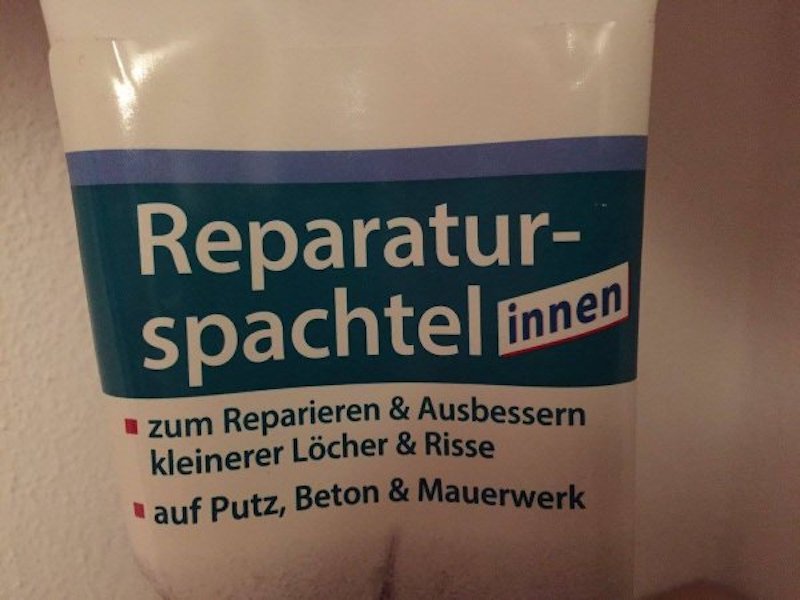 Reparatur-
spachtel innen
zum Reparieren & Ausbessern
kleinerer Löcher & Risse
auf Putz, Beton & Mauerwerk